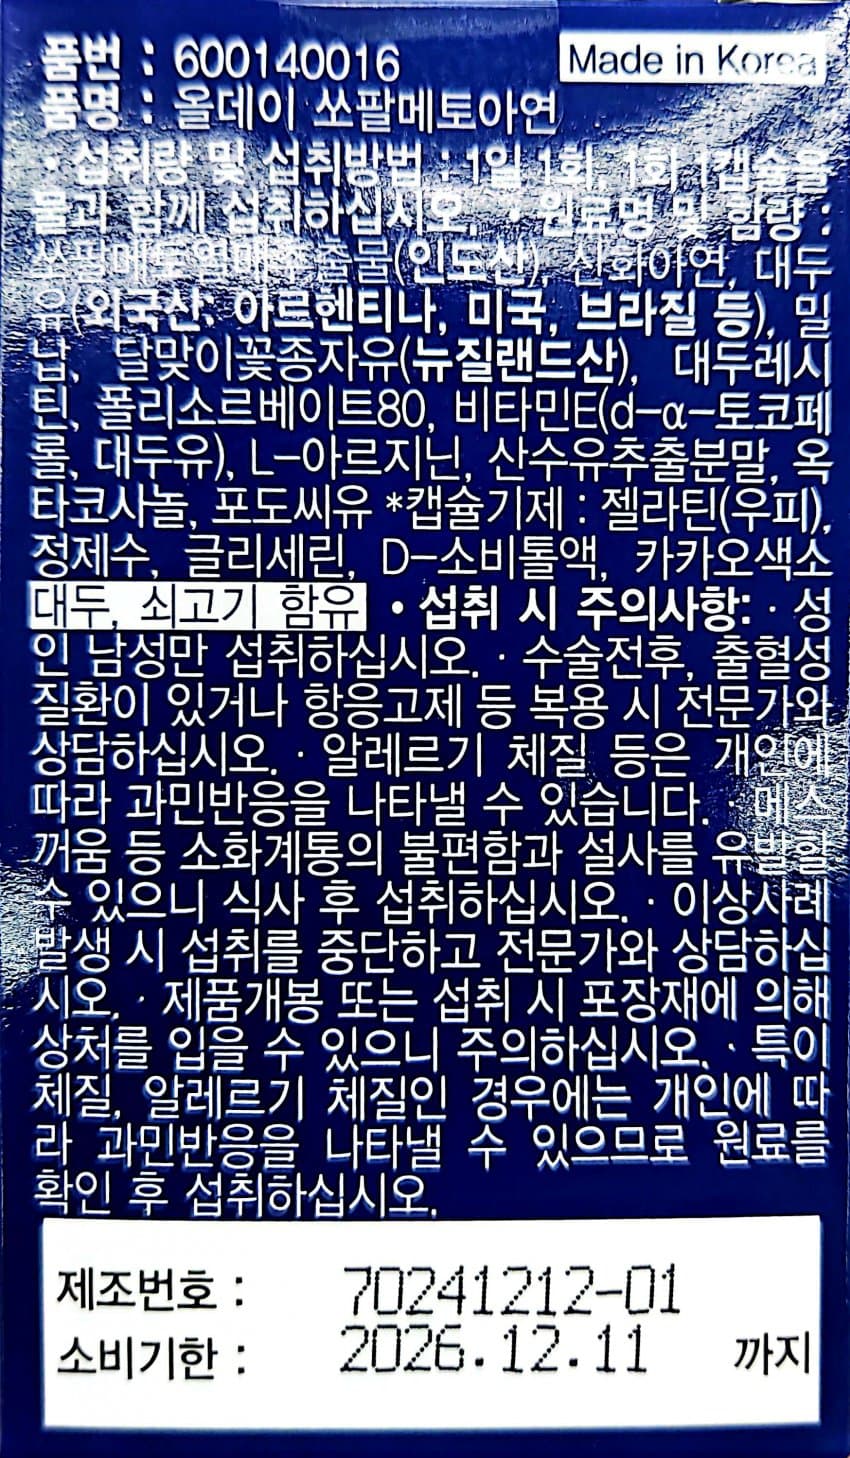 품번 : 600140016
Made in Korea
품명 : 올데이 쏘팔메토아연
• 섭취량 및 섭취방법 : 1일 1회, 1회 1캡슐을
물과 함께 섭취하십시오. • 원료명 및 함량 :
쏘팔메토열매추출물(인도산), 산화아연, 대두
유(외국산: 아르헨티나, 미국, 브라질 등), 밀
납, 달맞이꽃종자유(뉴질랜드산), 대두레시
틴, 폴리소르베이트80, 비타민E(d-α-토코페
롤, 대두유), L-아르지닌, 산수유추출분말, 옥
타코사놀, 포도씨유 *캡슐기제 : 젤라틴(우피),
정제수, 글리세린, D-소비톨액, 카카오색소
대두, 쇠고기 함유 • 섭취 시 주의사항: · 성
인 남성만 섭취하십시오. · 수술전후, 출혈성
질환이 있거나 항응고제 등 복용 시 전문가와
상담하십시오. · 알레르기 체질 등은 개인에
따라 과민반응을 나타낼 수 있습니다. · 메스
꺼움 등 소화계통의 불편함과 설사를 유발할
수 있으니 식사 후 섭취하십시오. · 이상사례
발생 시 섭취를 중단하고 전문가와 상담하십
시오. · 제품개봉 또는 섭취 시 포장재에 의해
상처를 입을 수 있으니 주의하십시오. · 특이
체질, 알레르기 체질인 경우에는 개인에 따
라 과민반응을 나타낼 수 있으므로 원료를
확인 후 섭취하십시오.
제조번호 : 70241212-01
소비기한 : 2026.12.11 까지